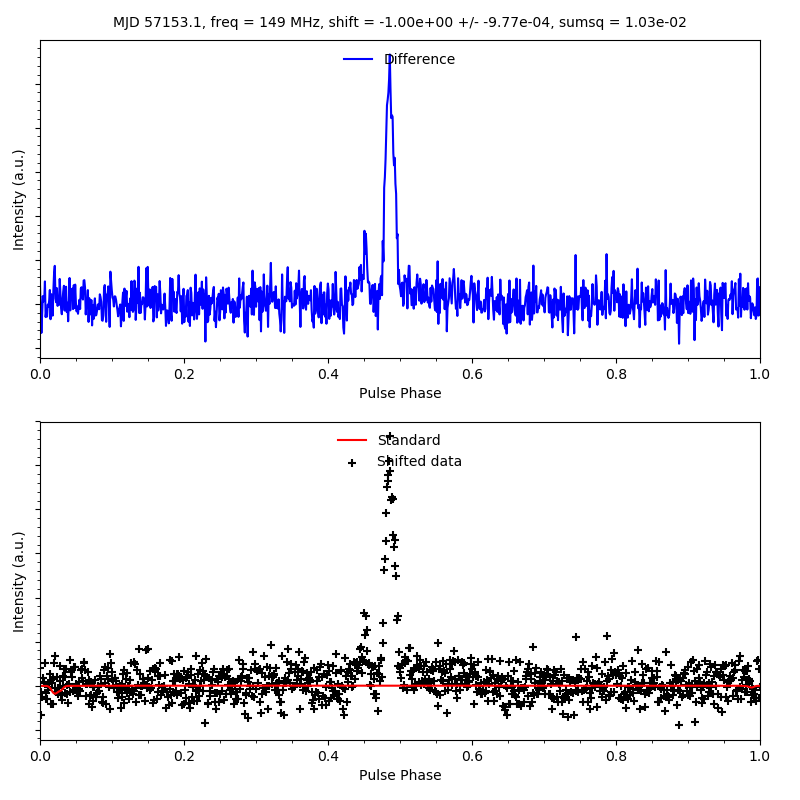 MJD 57153.1, freq = 149 MHz, shift = -1.00e+00 +/- -9.77e-04, sumsq = 1.03e-02
Difference
Intensity (a.u.)
0.0 0.2 0.4 0.6 0.8 1.0
Pulse Phase
Standard
Shifted data
Intensity (a.u.)
0.0 0.2 0.4 0.6 0.8 1.0
Pulse Phase